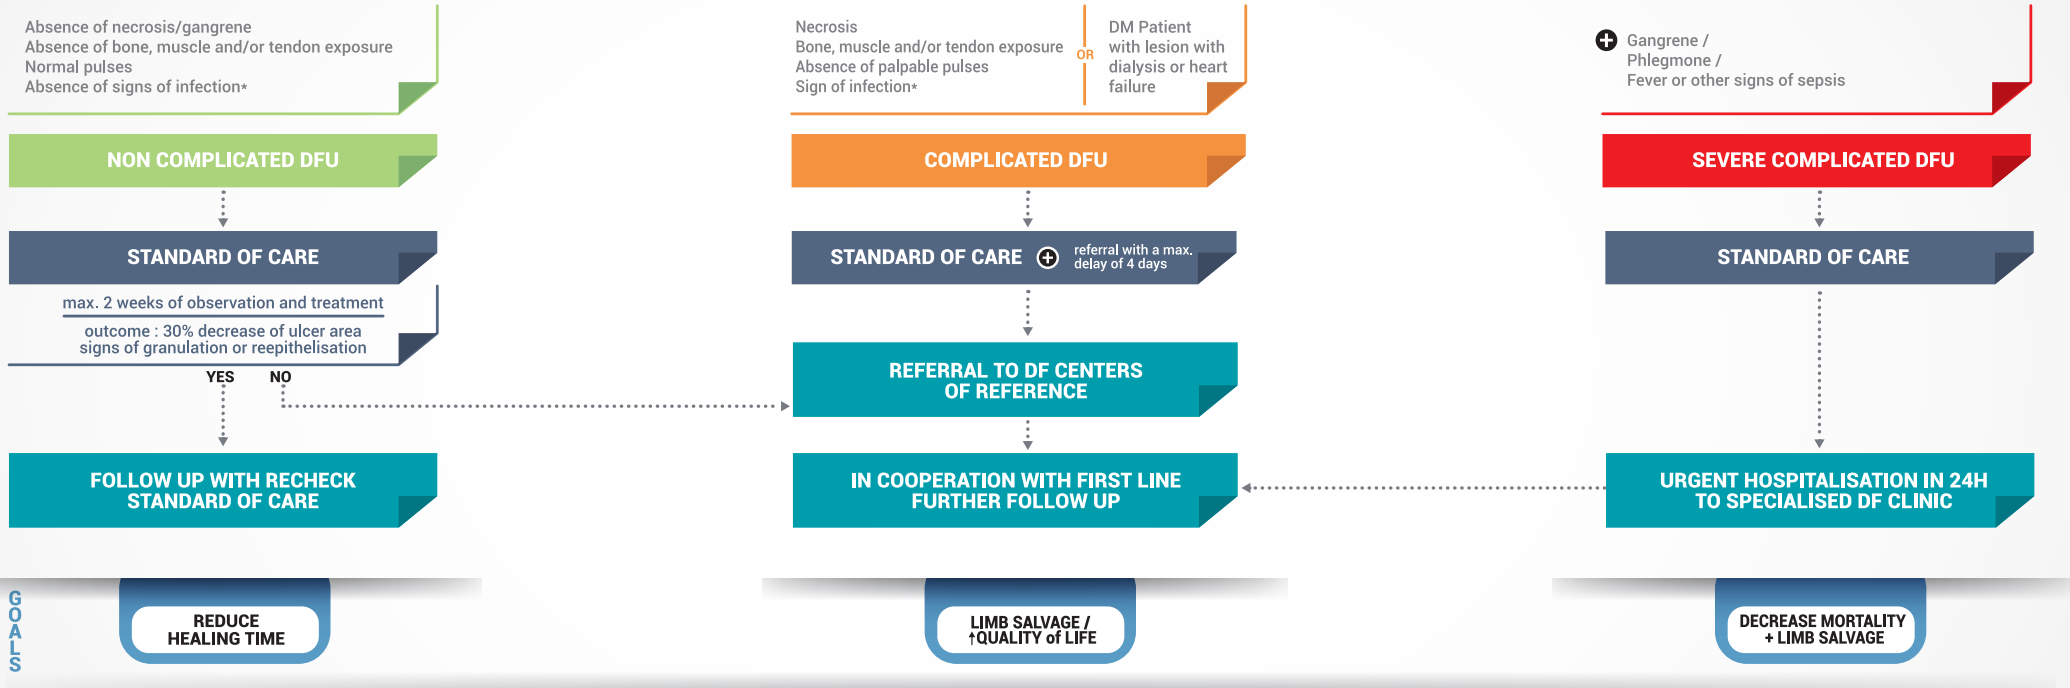 Absence of necrosis/gangrene
Absence of bone, muscle and/or tendon exposure
Normal pulses
Absence of signs of infection*
NON COMPLICATED DFU
STANDARD OF CARE
max. 2 weeks of observation and treatment
outcome : 30% decrease of ulcer area
signs of granulation or reepithelisation
YES NO
FOLLOW UP WITH RECHECK
STANDARD OF CARE
Necrosis
Bone, muscle and/or tendon exposure
Absence of palpable pulses
Sign of infection*
OR
DM Patient
with lesion with
dialysis or heart
failure
COMPLICATED DFU
STANDARD OF CARE +
referral with a max.
delay of 4 days
REFERRAL TO DF CENTERS
OF REFERENCE
IN COOPERATION WITH FIRST LINE
FURTHER FOLLOW UP
+ Gangrene /
Phlegmone /
Fever or other signs of sepsis
SEVERE COMPLICATED DFU
STANDARD OF CARE
URGENT HOSPITALISATION IN 24H
TO SPECIALISED DF CLINIC
GOALS
REDUCE
HEALING TIME
LIMB SALVAGE /
↑QUALITY of LIFE
DECREASE MORTALITY
+ LIMB SALVAGE